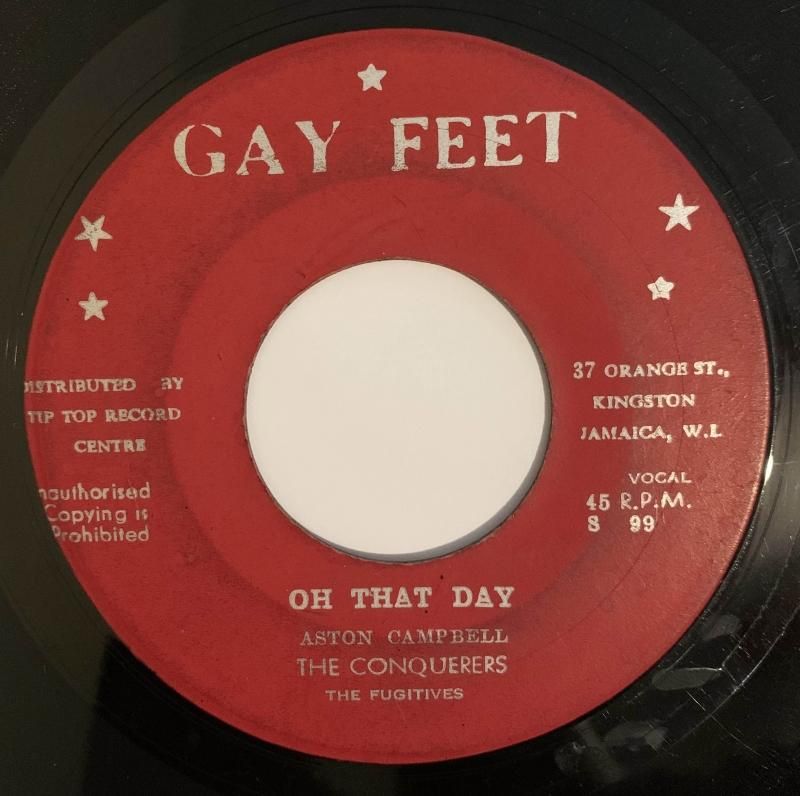 GAY FEET
DISTRIBUTED BY
TIP TOP RECORD
CENTRE
nauthorised
Copying is
Prohibited
37 ORANGE ST.,
KINGSTON
JAMAICA, W.I.
VOCAL
45 R.P.M.
S 99
OH THAT DAY
ASTON CAMPBELL
THE CONQUERERS
THE FUGITIVES